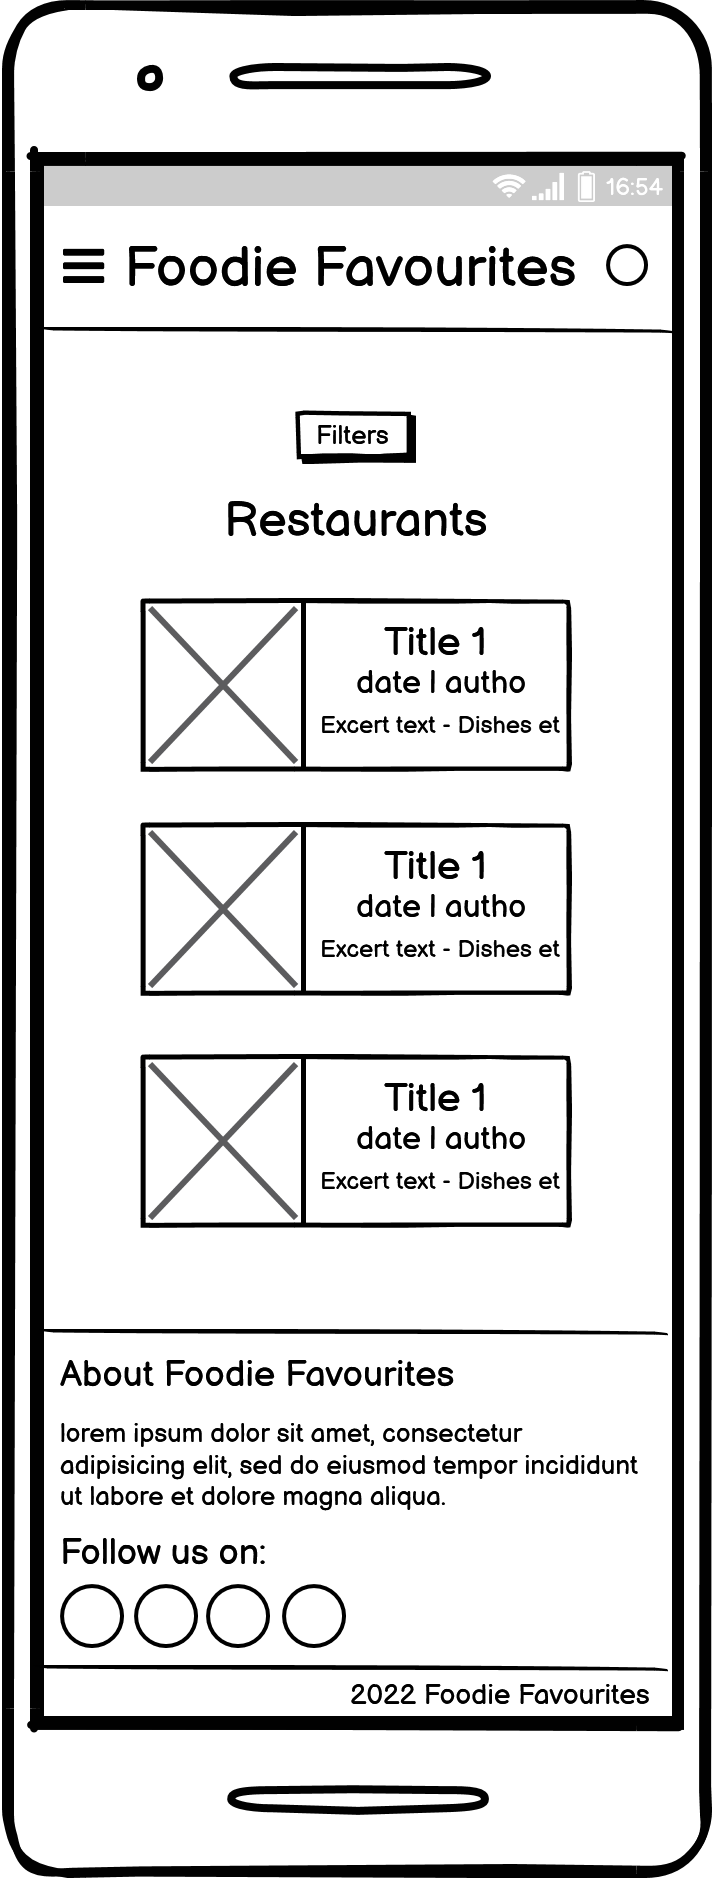 16:54
Foodie Favourites
Filters
Restaurants
Title 1
date | autho
Excert text - Dishes et
Title 1
date | autho
Excert text - Dishes et
Title 1
date | autho
Excert text - Dishes et
About Foodie Favourites
lorem ipsum dolor sit amet, consectetur
adipisicing elit, sed do eiusmod tempor incididunt
ut labore et dolore magna aliqua.
Follow us on:
2022 Foodie Favourites